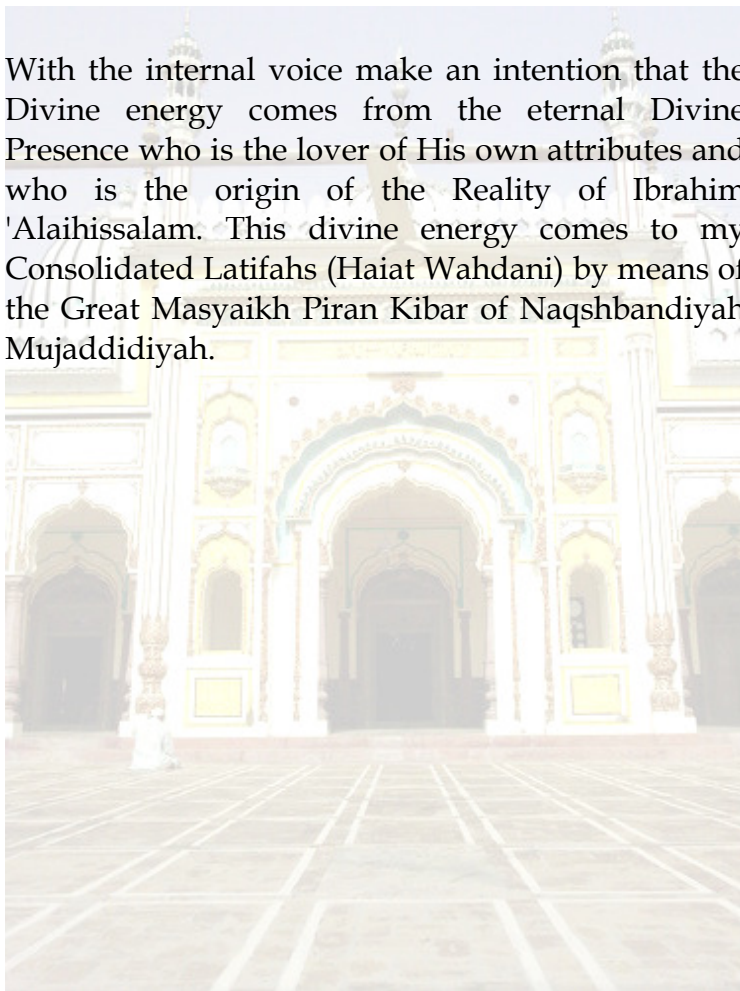 With the internal voice make an intention that the
Divine energy comes from the eternal Divine
Presence who is the lover of His own attributes and
who is the origin of the Reality of Ibrahim
'Alaihissalam. This divine energy comes to my
Consolidated Latifahs (Haiat Wahdani) by means of
the Great Masyaikh Piran Kibar of Naqshbandiyah
Mujaddidiyah.